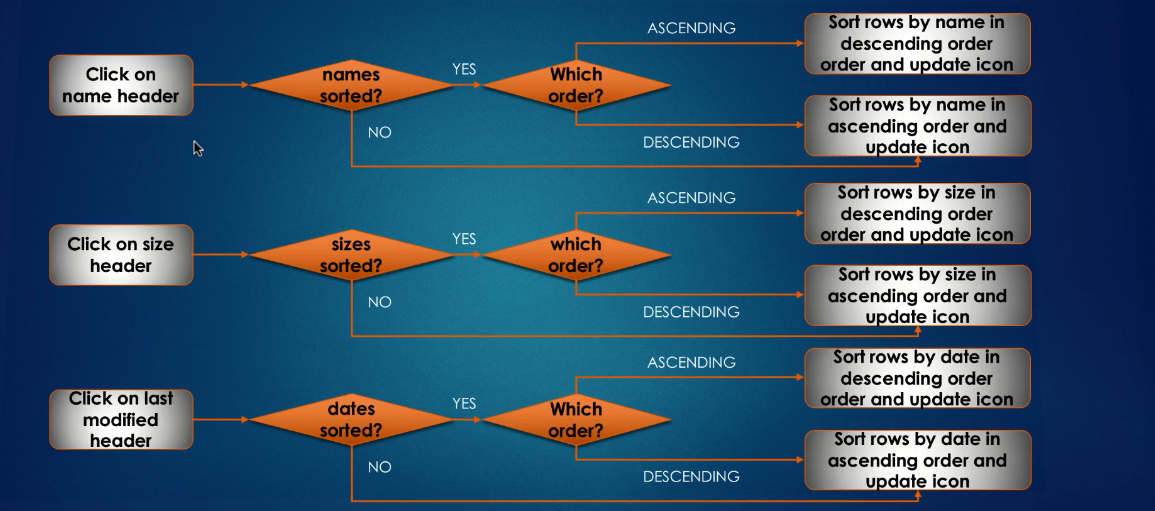 Click on
name header
names
sorted?
YES
NO
Which
order?
ASCENDING
DESCENDING
Sort rows by name in
descending order
order and update icon
Sort rows by name in
ascending order and
update icon
Click on size
header
sizes
sorted?
YES
NO
which
order?
ASCENDING
DESCENDING
Sort rows by size in
descending order
order and update icon
Sort rows by size in
ascending order and
update icon
Click on last
modified
header
dates
sorted?
YES
NO
Which
order?
ASCENDING
DESCENDING
Sort rows by date in
descending order
order and update icon
Sort rows by date in
ascending order and
update icon